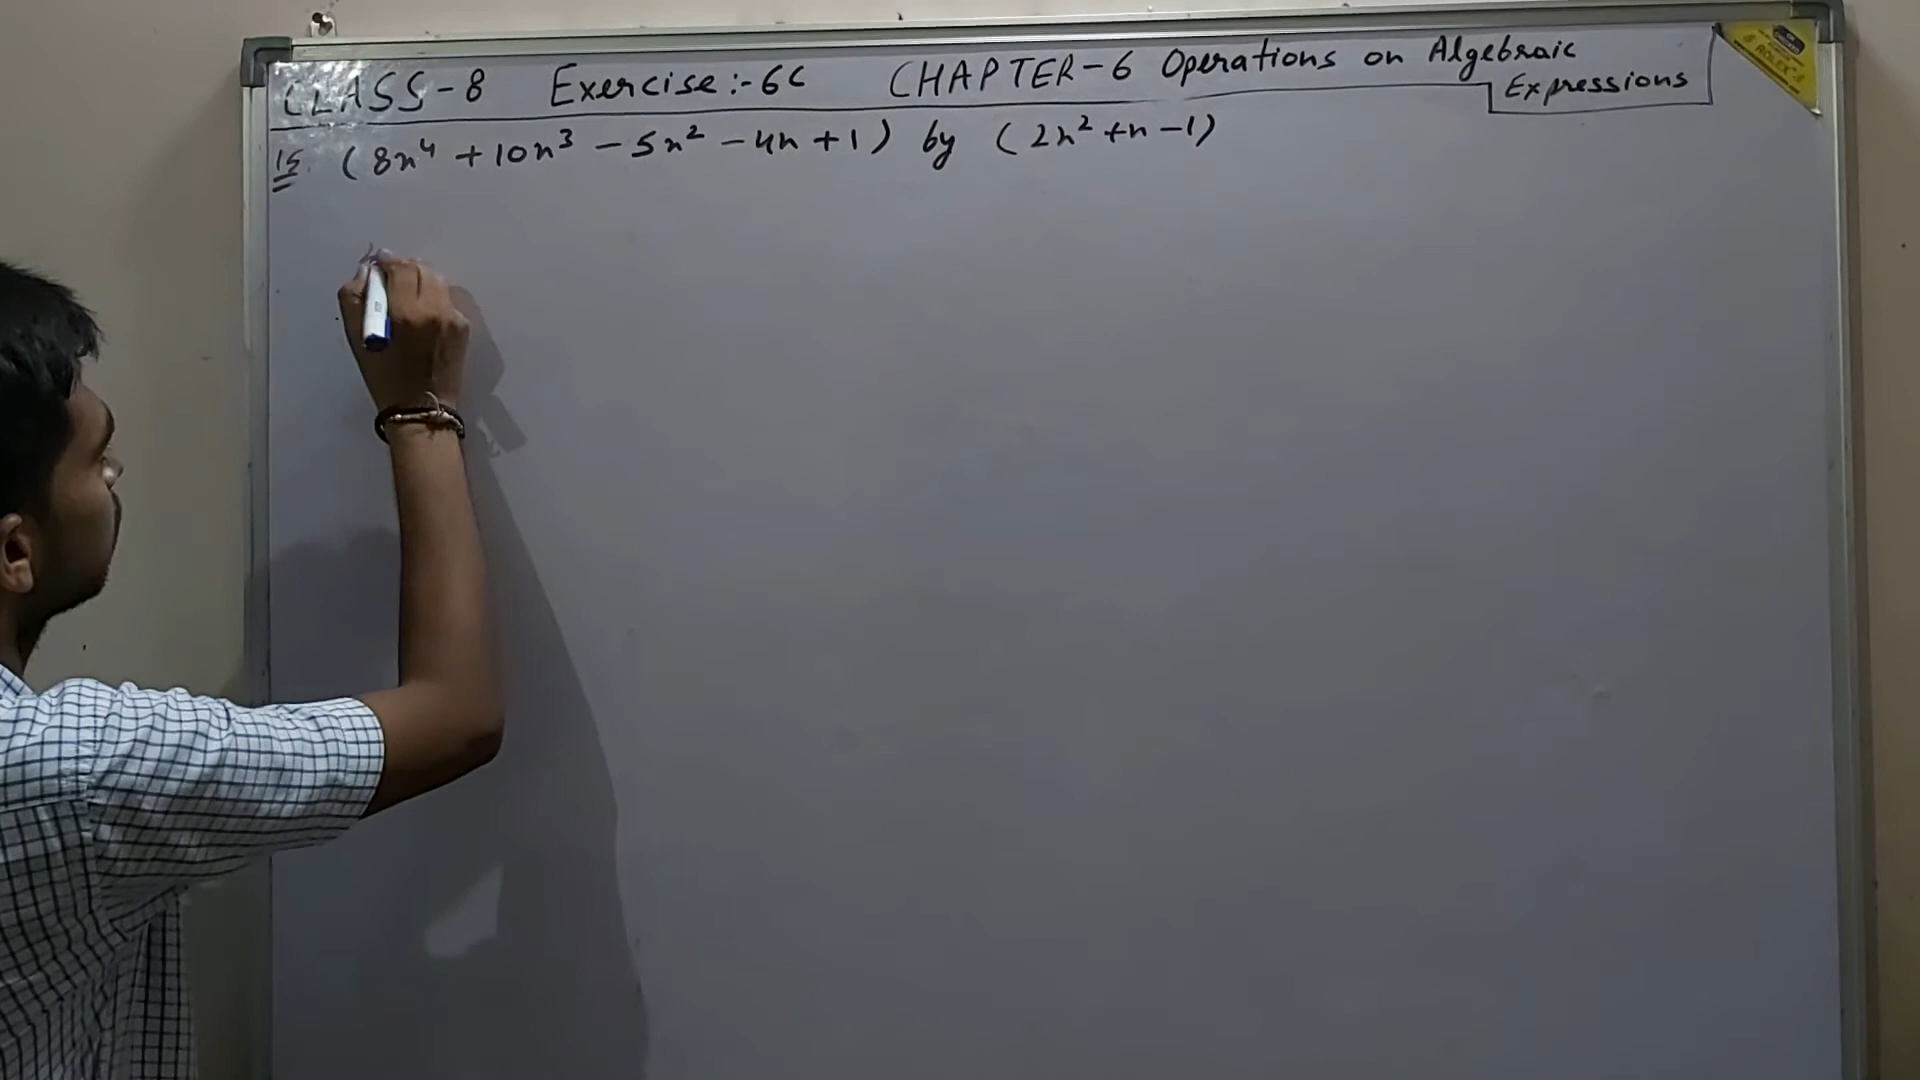 CLASS-8 Exercise:-6C CHAPTER-6 Operations on Algebraic
Expressions
15. (8x⁴ + 10x³ - 5x² - 4x + 1) by (2x² + x - 1)
ROLEX'S